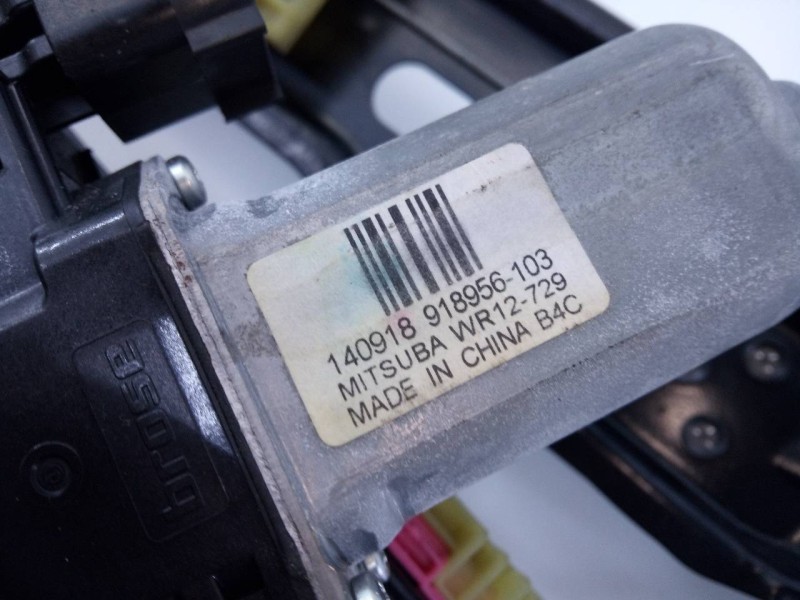 140918 918956-103
MITSUBA WR12-729
MADE IN CHINA B4C
brose